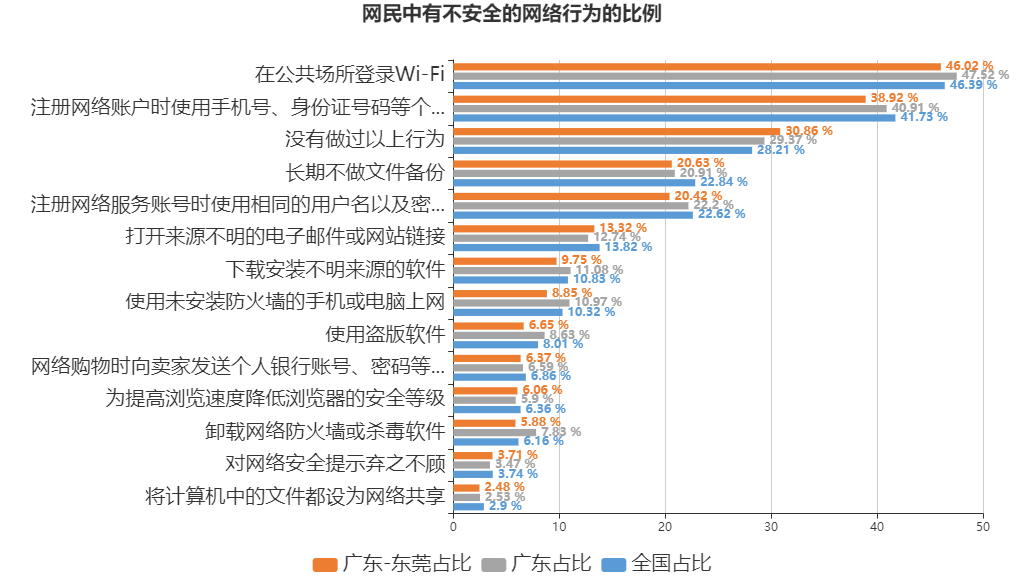 网民中有不安全的网络行为的比例
在公共场所登录Wi-Fi
46.02 %
47.52 %
46.39 %
注册网络账户时使用手机号、身份证号码等个...
38.92 %
40.91 %
41.73 %
没有做过以上行为
30.86 %
29.37 %
28.21 %
长期不做文件备份
20.63 %
20.91 %
22.84 %
注册网络服务账号时使用相同的用户名以及密...
20.42 %
22.2 %
22.62 %
打开来源不明的电子邮件或网站链接
13.32 %
12.74 %
13.82 %
下载安装不明来源的软件
9.75 %
11.08 %
10.83 %
使用未安装防火墙的手机或电脑上网
8.85 %
10.97 %
10.32 %
使用盗版软件
6.65 %
8.63 %
8.01 %
网络购物时向卖家发送个人银行账号、密码等...
6.37 %
6.59 %
6.86 %
为提高浏览速度降低浏览器的安全等级
6.06 %
5.9 %
6.36 %
卸载网络防火墙或杀毒软件
5.88 %
7.83 %
6.16 %
对网络安全提示弃之不顾
3.71 %
3.47 %
3.74 %
将计算机中的文件都设为网络共享
2.48 %
2.53 %
2.9 %
0 10 20 30 40 50
广东-东莞占比 广东占比 全国占比